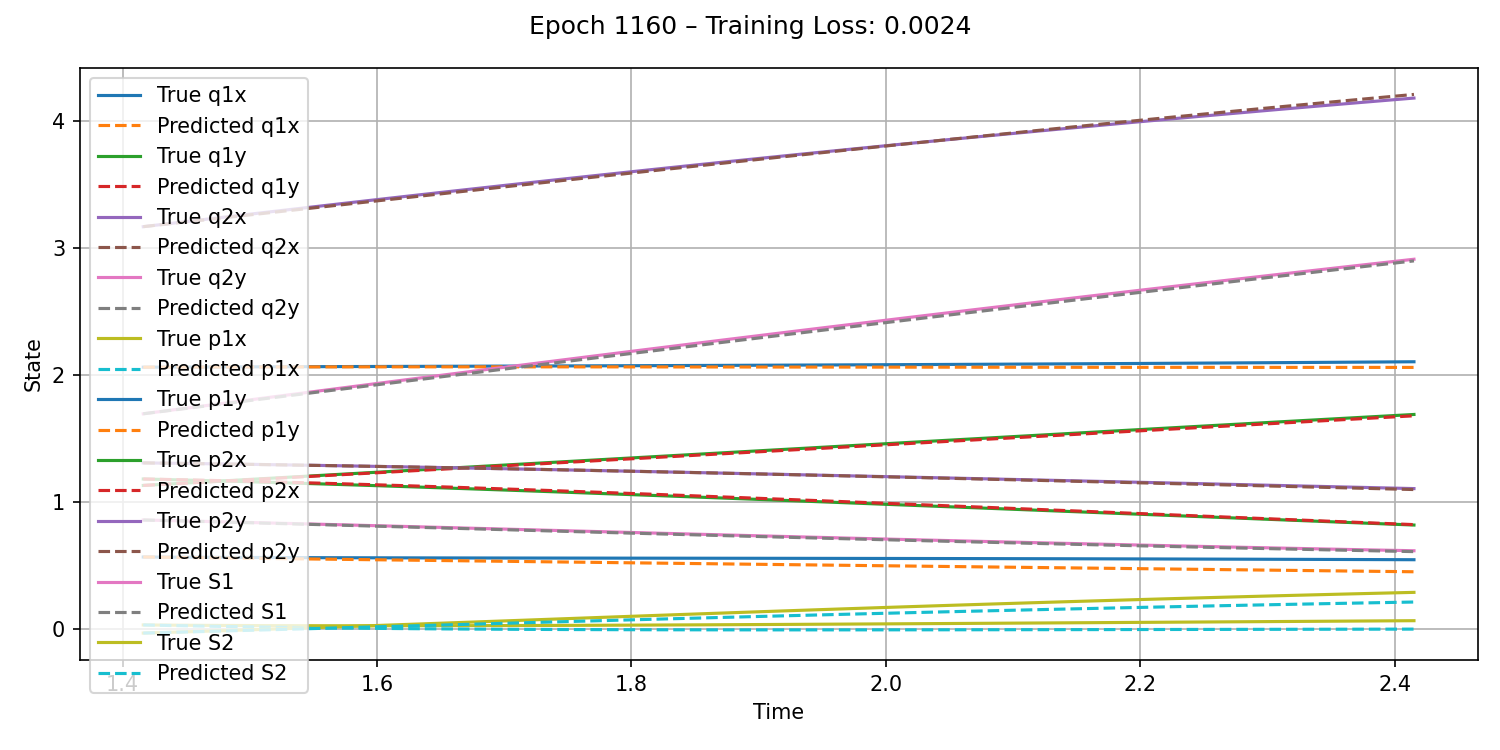 Epoch 1160 – Training Loss: 0.0024
4
3
2
1
0
State
True q1x
Predicted q1x
True q1y
Predicted q1y
True q2x
Predicted q2x
True q2y
Predicted q2y
True p1x
Predicted p1x
True p1y
Predicted p1y
True p2x
Predicted p2x
True p2y
Predicted p2y
True S1
Predicted S1
True S2
Predicted S2
1.4 1.6 1.8 2.0 2.2 2.4
Time